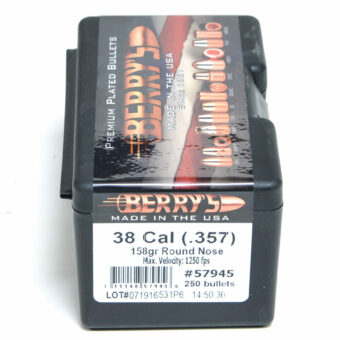 PREMIUM PLATED BULLETS
BERRY'S
MADE IN THE USA
BERRY'S
MADE IN THE USA
38 Cal (.357)
158gr Round Nose
Max. Velocity: 1250 fps
#57945
250 bullets
LOT#071916531P6 14:50:30